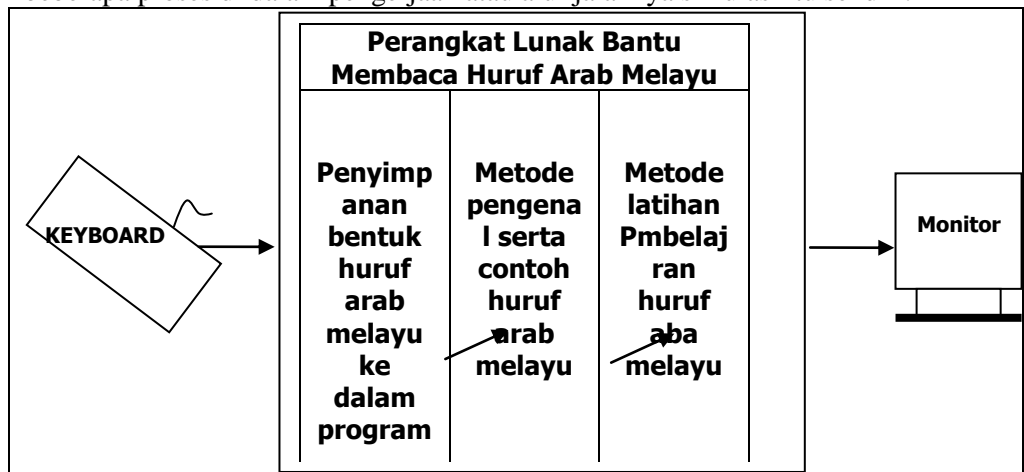 Perangkat Lunak Bantu
Membaca Huruf Arab Melayu
KEYBOARD
Penyimp
anan
bentuk
huruf
arab
melayu
ke
dalam
program
Metode
pengena
l serta
contoh
huruf
arab
melayu
Metode
latihan
Pmbelaj
ran
huruf
aba
melayu
Monitor